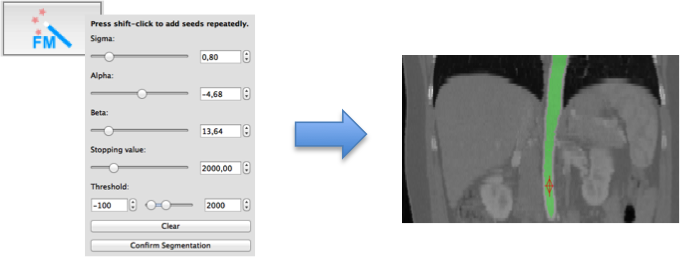 FM
Press shift-click to add seeds repeatedly.
Sigma:
0,80
Alpha:
-4,68
Beta:
13,64
Stopping value:
2000,00
Threshold:
-100 2000
Clear
Confirm Segmentation